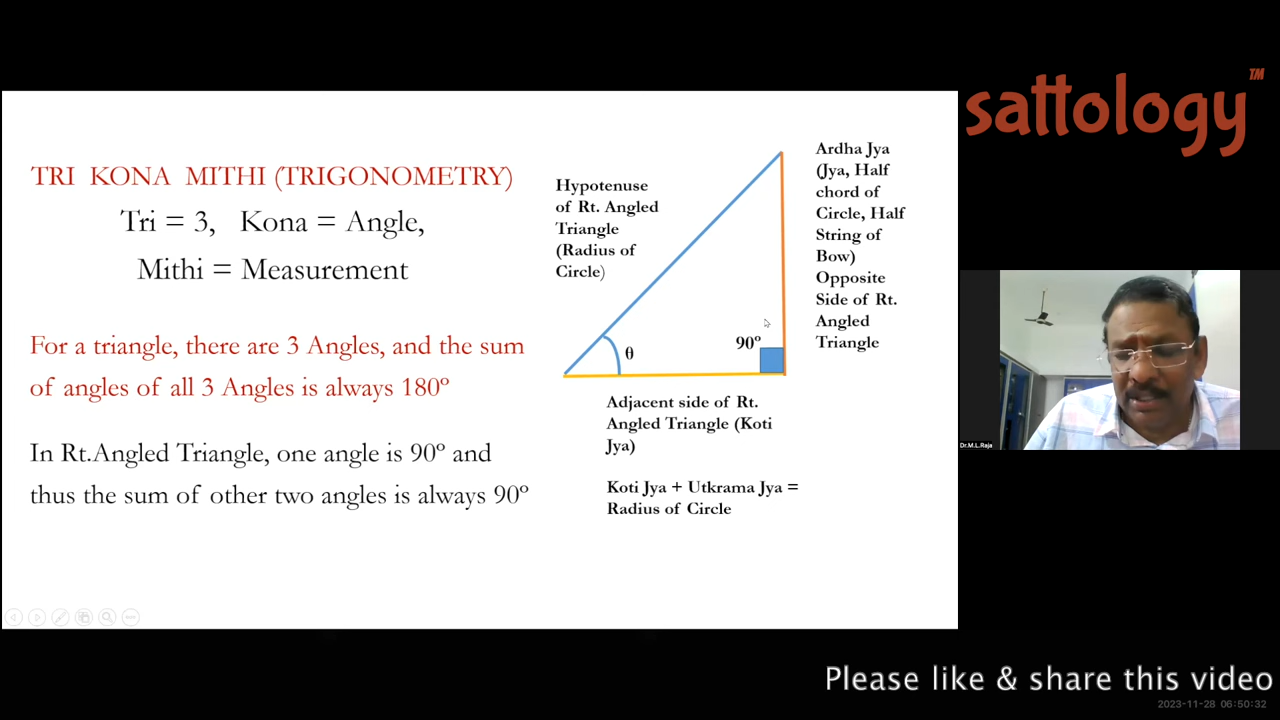 sattology™
TRI KONA MITHI (TRIGONOMETRY)
Tri = 3, Kona = Angle,
Mithi = Measurement
For a triangle, there are 3 Angles, and the sum
of angles of all 3 Angles is always 180º
In Rt.Angled Triangle, one angle is 90º and
thus the sum of other two angles is always 90º
Hypotenuse
of Rt. Angled
Triangle
(Radius of
Circle)
Ardha Jya
(Jya, Half
chord of
Circle, Half
String of
Bow)
Opposite
Side of Rt.
Angled
Triangle
90º
θ
Adjacent side of Rt.
Angled Triangle (Koti
Jya)
Koti Jya + Utkrama Jya =
Radius of Circle
Dr.M.L.Raja
Please like & share this video
2023-11-28 06:50:32